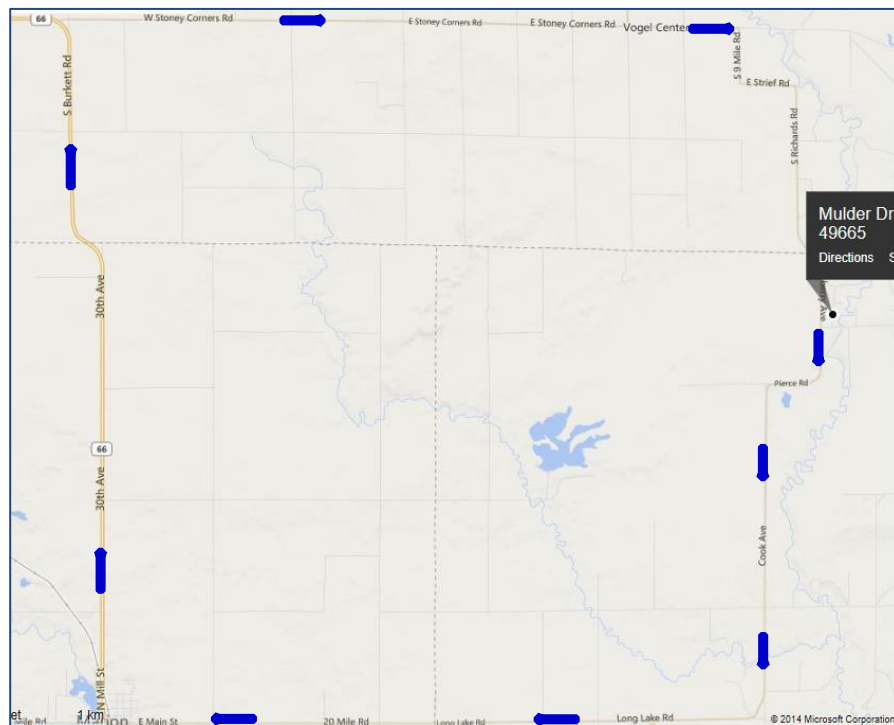 66
W Stoney Corners Rd
E Stoney Corners Rd
E Stoney Corners Rd
Vogel Center
S 9 Mile Rd
S Burkett Rd
E Strief Rd
S Richards Rd
Mulder Dr
49665
Directions S
30th Ave
Ave
Pierce Rd
66
30th Ave
Cook Ave
N Mill St
1 km
Mile Rd
E Main St
20 Mile Rd
Long Lake Rd
Long Lake Rd
© 2014 Microsoft Corporation